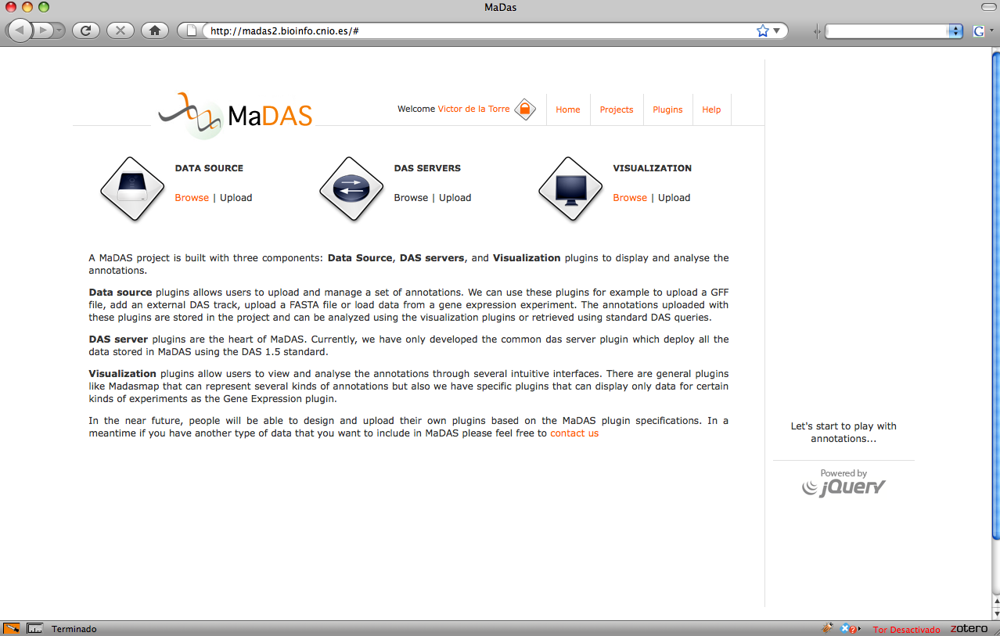 MaDas
http://madas2.bioinfo.cnio.es/#
G
MaDAS
Welcome Victor de la Torre
Home
Projects
Plugins
Help
DATA SOURCE
Browse | Upload
DAS SERVERS
Browse | Upload
VISUALIZATION
Browse | Upload
A MaDAS project is built with three components: Data Source, DAS servers, and Visualization plugins to display and analyse the
annotations.
Data source plugins allows users to upload and manage a set of annotations. We can use these plugins for example to upload a GFF
file, add an external DAS track, upload a FASTA file or load data from a gene expression experiment. The annotations uploaded with
these plugins are stored in the project and can be analyzed using the visualization plugins or retrieved using standard DAS queries.
DAS server plugins are the heart of MaDAS. Currently, we have only developed the common das server plugin which deploy all the
data stored in MaDAS using the DAS 1.5 standard.
Visualization plugins allow users to view and analyse the annotations through several intuitive interfaces. There are general plugins
like Madasmap that can represent several kinds of annotations but also we have specific plugins that can display only data for certain
kinds of experiments as the Gene Expression plugin.
In the near future, people will be able to design and upload their own plugins based on the MaDAS plugin specifications. In a
meantime if you have another type of data that you want to include in MaDAS please feel free to contact us
Let's start to play with
annotations...
Powered by
jQuery
Terminado
Tor Desactivado
zotero